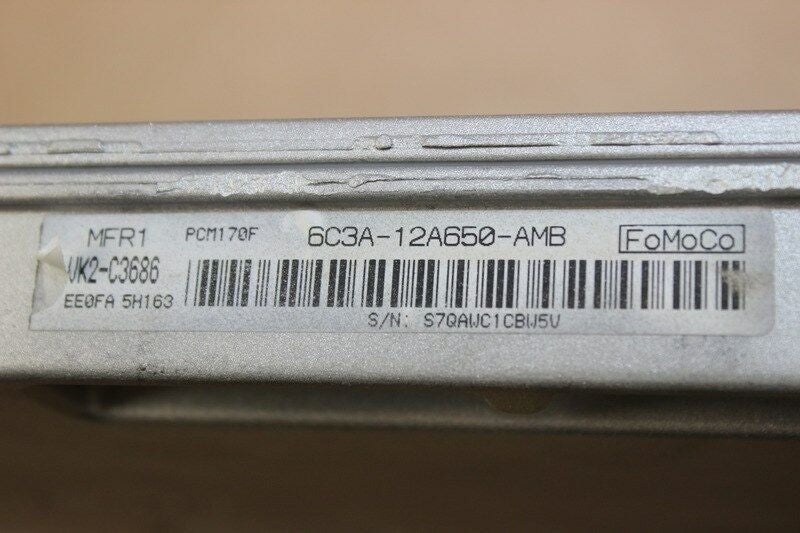 MFR1 PCM170F 6C3A-12A650-AMB FoMoCo
VK2-C3686
EE0FA 5H163
S/N: S7QAWC1CBW5V